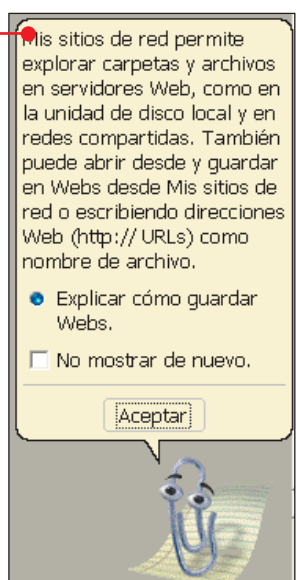 Mis sitios de red permite
explorar carpetas y archivos
en servidores Web, como en
la unidad de disco local y en
redes compartidas. También
puede abrir desde y guardar
en Webs desde Mis sitios de
red o escribiendo direcciones
Web (http:// URLs) como
nombre de archivo.
Explicar cómo guardar
Webs.
No mostrar de nuevo.
Aceptar